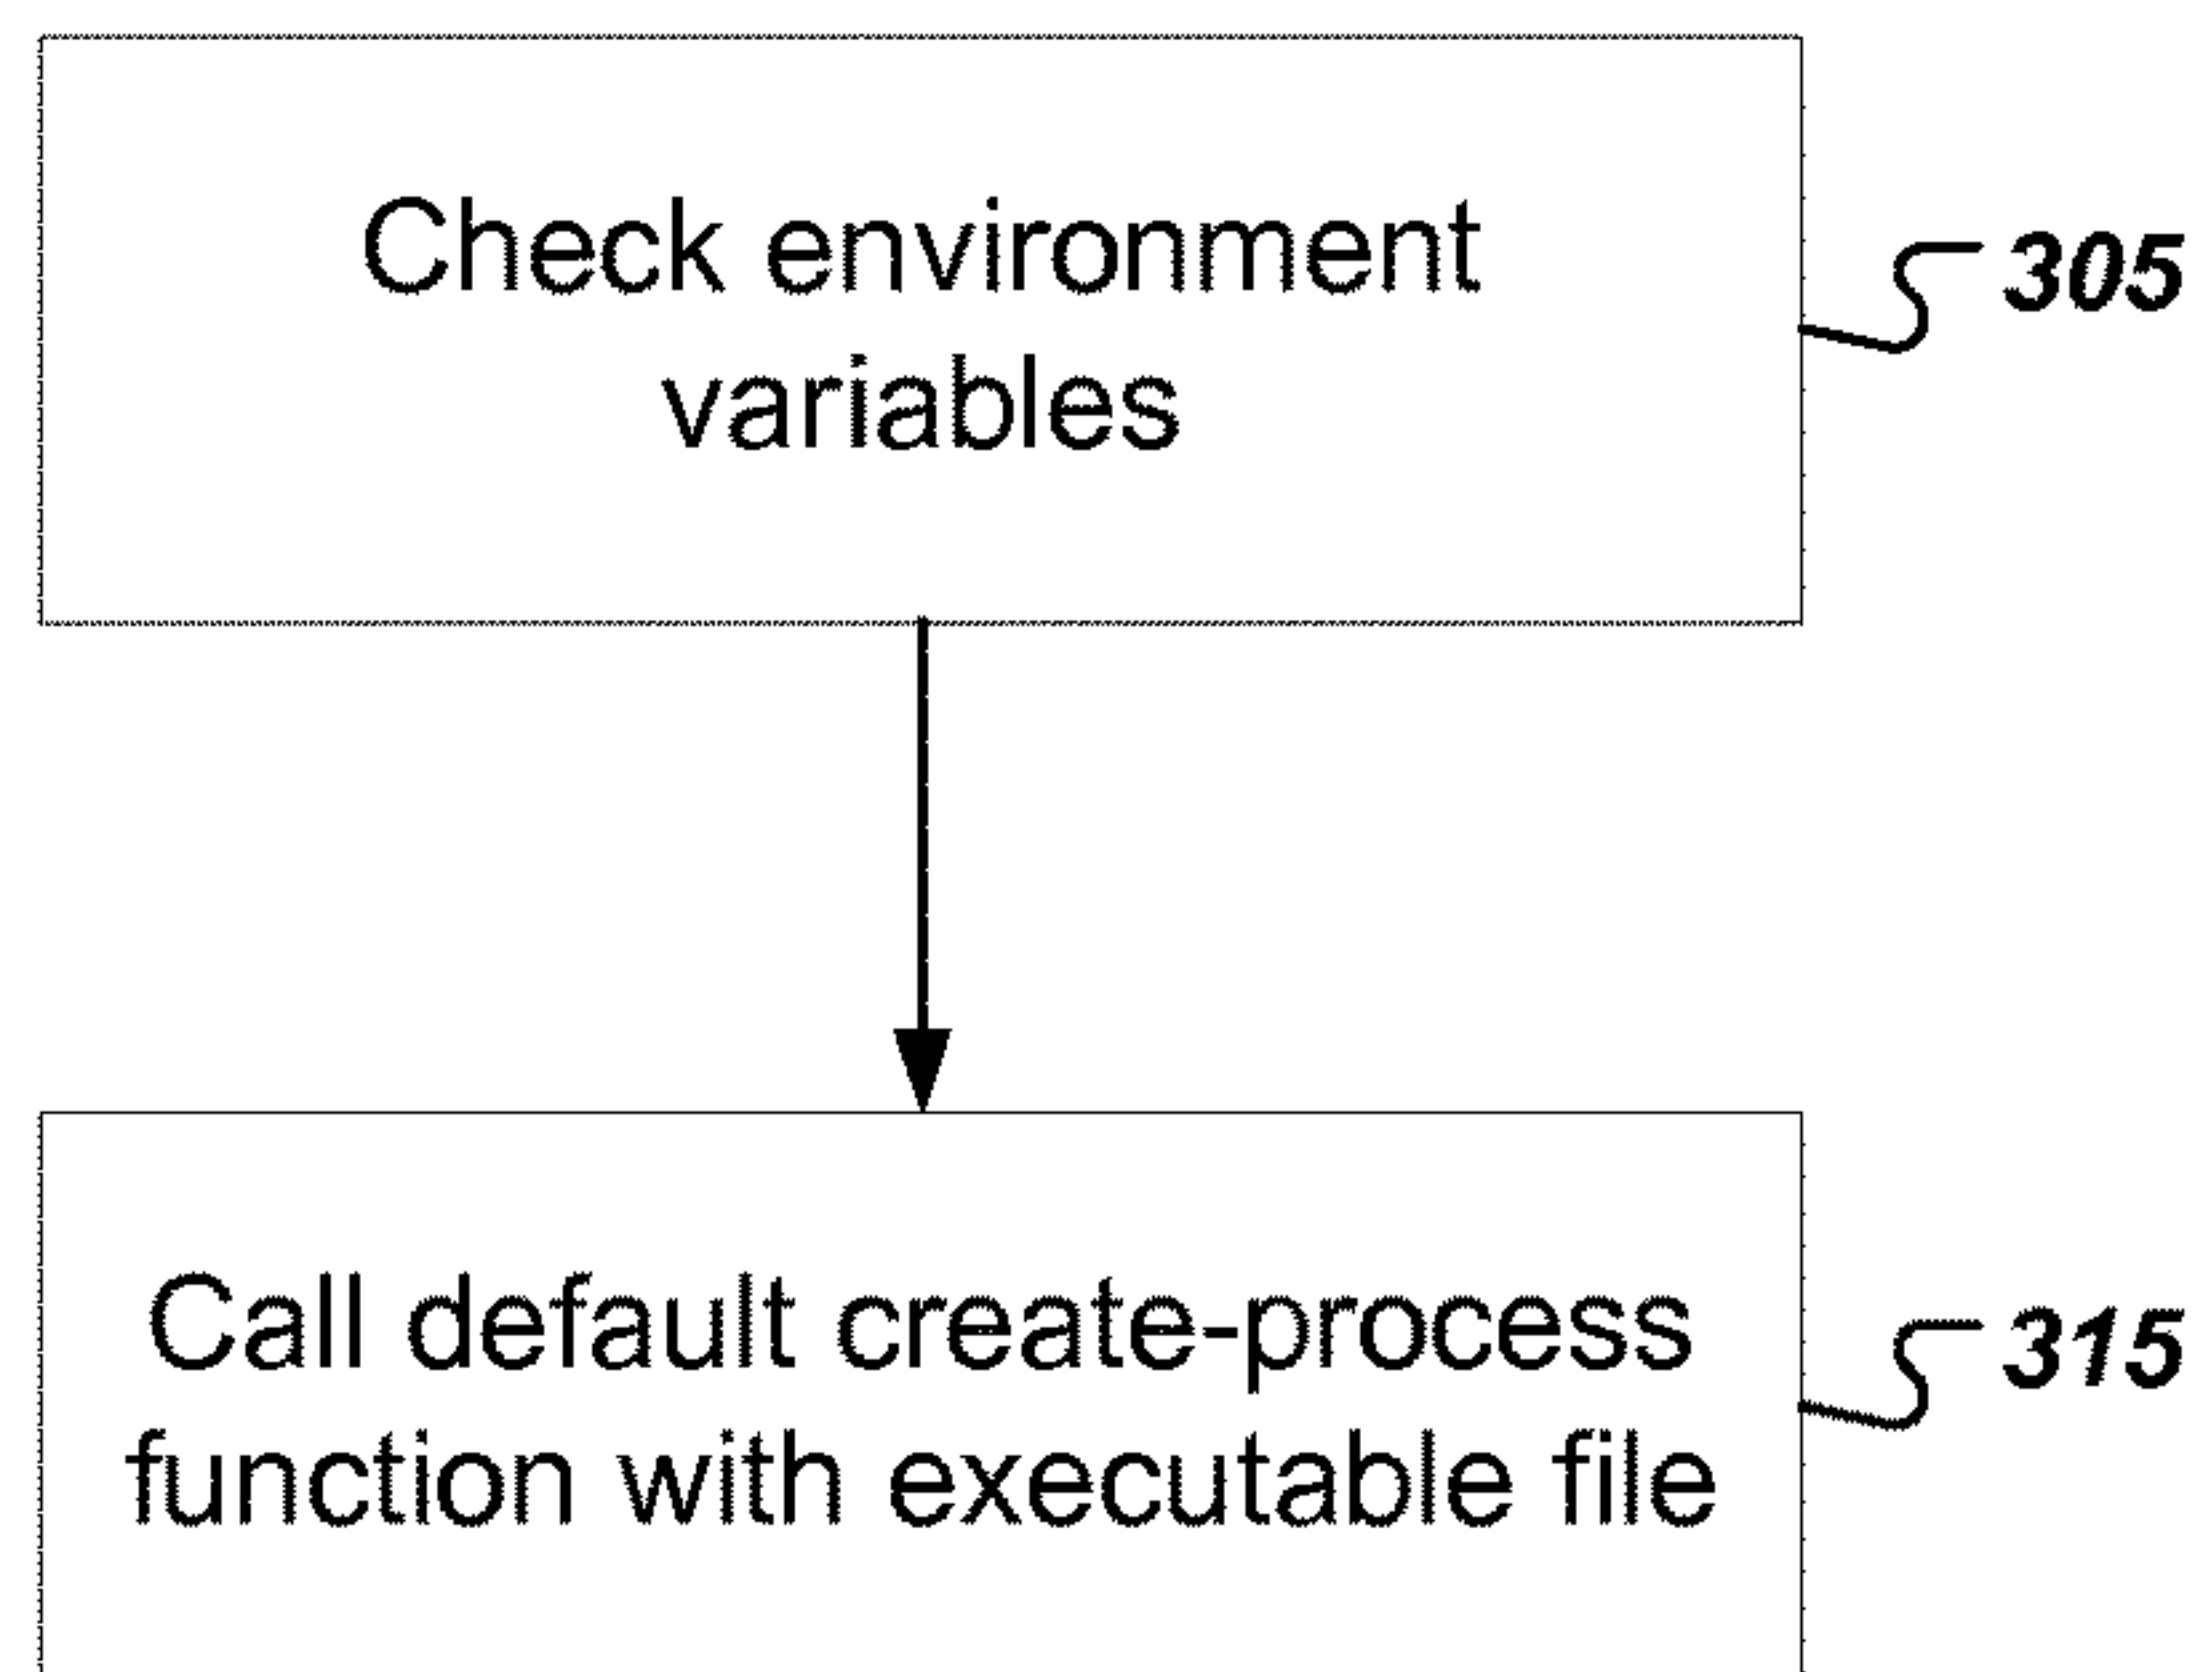 Check environment
variables
305
Call default create-process
function with executable file
315